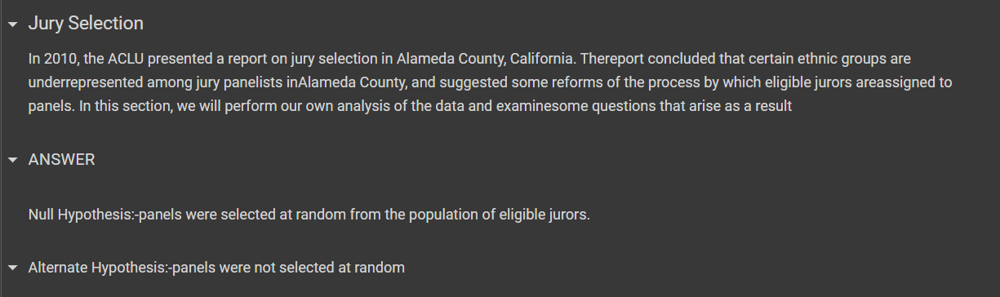 Jury Selection
In 2010, the ACLU presented a report on jury selection in Alameda County, California. Thereport concluded that certain ethnic groups are
underrepresented among jury panelists inAlameda County, and suggested some reforms of the process by which eligible jurors areassigned to
panels. In this section, we will perform our own analysis of the data and examinesome questions that arise as a result
ANSWER
Null Hypothesis:-panels were selected at random from the population of eligible jurors.
Alternate Hypothesis:-panels were not selected at random